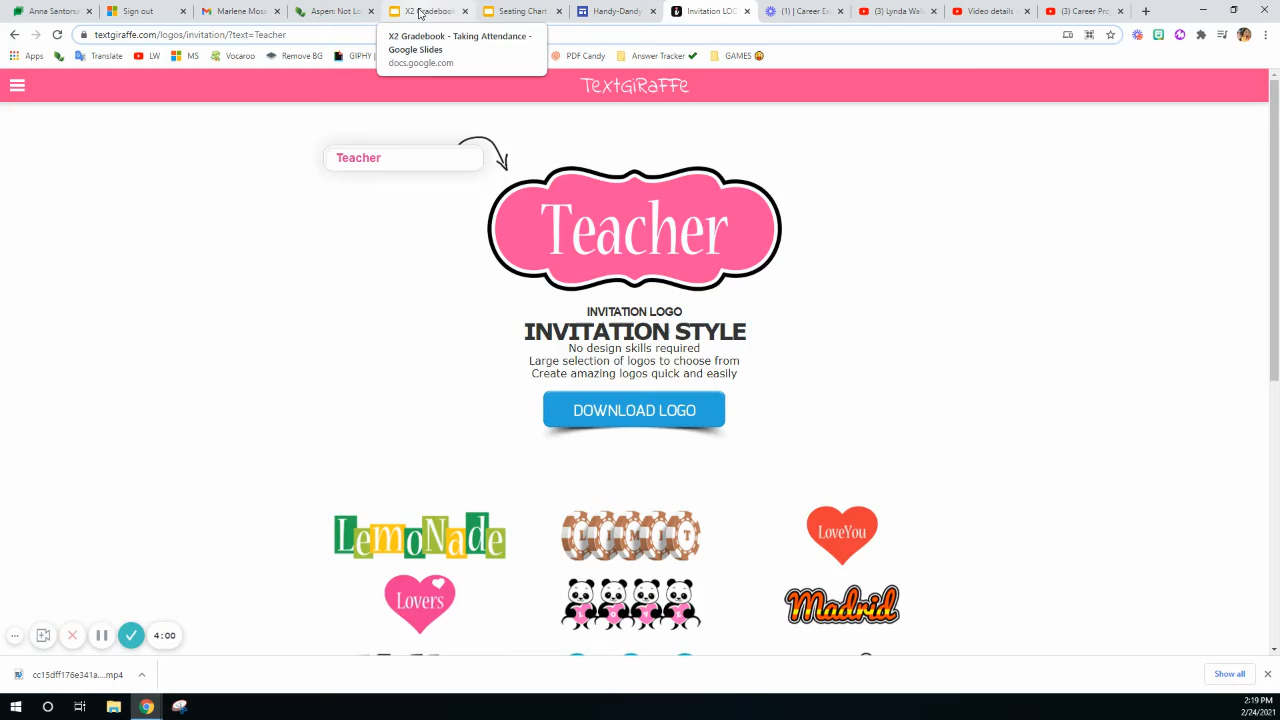 Anna Santorsi
Sign out
Marlene Moss
Aspen: Not Lo
X2 Gradebook
Seating Chart
Handy-Dandy
Invitation LOG
(1) | Career Ex
(3) Lynda Wa
Video details
(3) Career Pro
textgiraffe.com/logos/invitation/?text=Teacher
Apps
Translate
LW
MS
Vocaroo
Remove BG
GIPHY
PDF Candy
Answer Tracker
GAMES
X2 Gradebook - Taking Attendance -
Google Slides
docs.google.com
TextGiRaFFe
Teacher
Teacher
INVITATION LOGO
INVITATION STYLE
No design skills required
Large selection of logos to choose from
Create amazing logos quick and easily
DOWNLOAD LOGO
LemoNade
LIMIT
LoveYou
Lovers
LOVE
Madrid
4:00
cc15dff176e341a....mp4
Show all
2:19 PM
2/24/2021